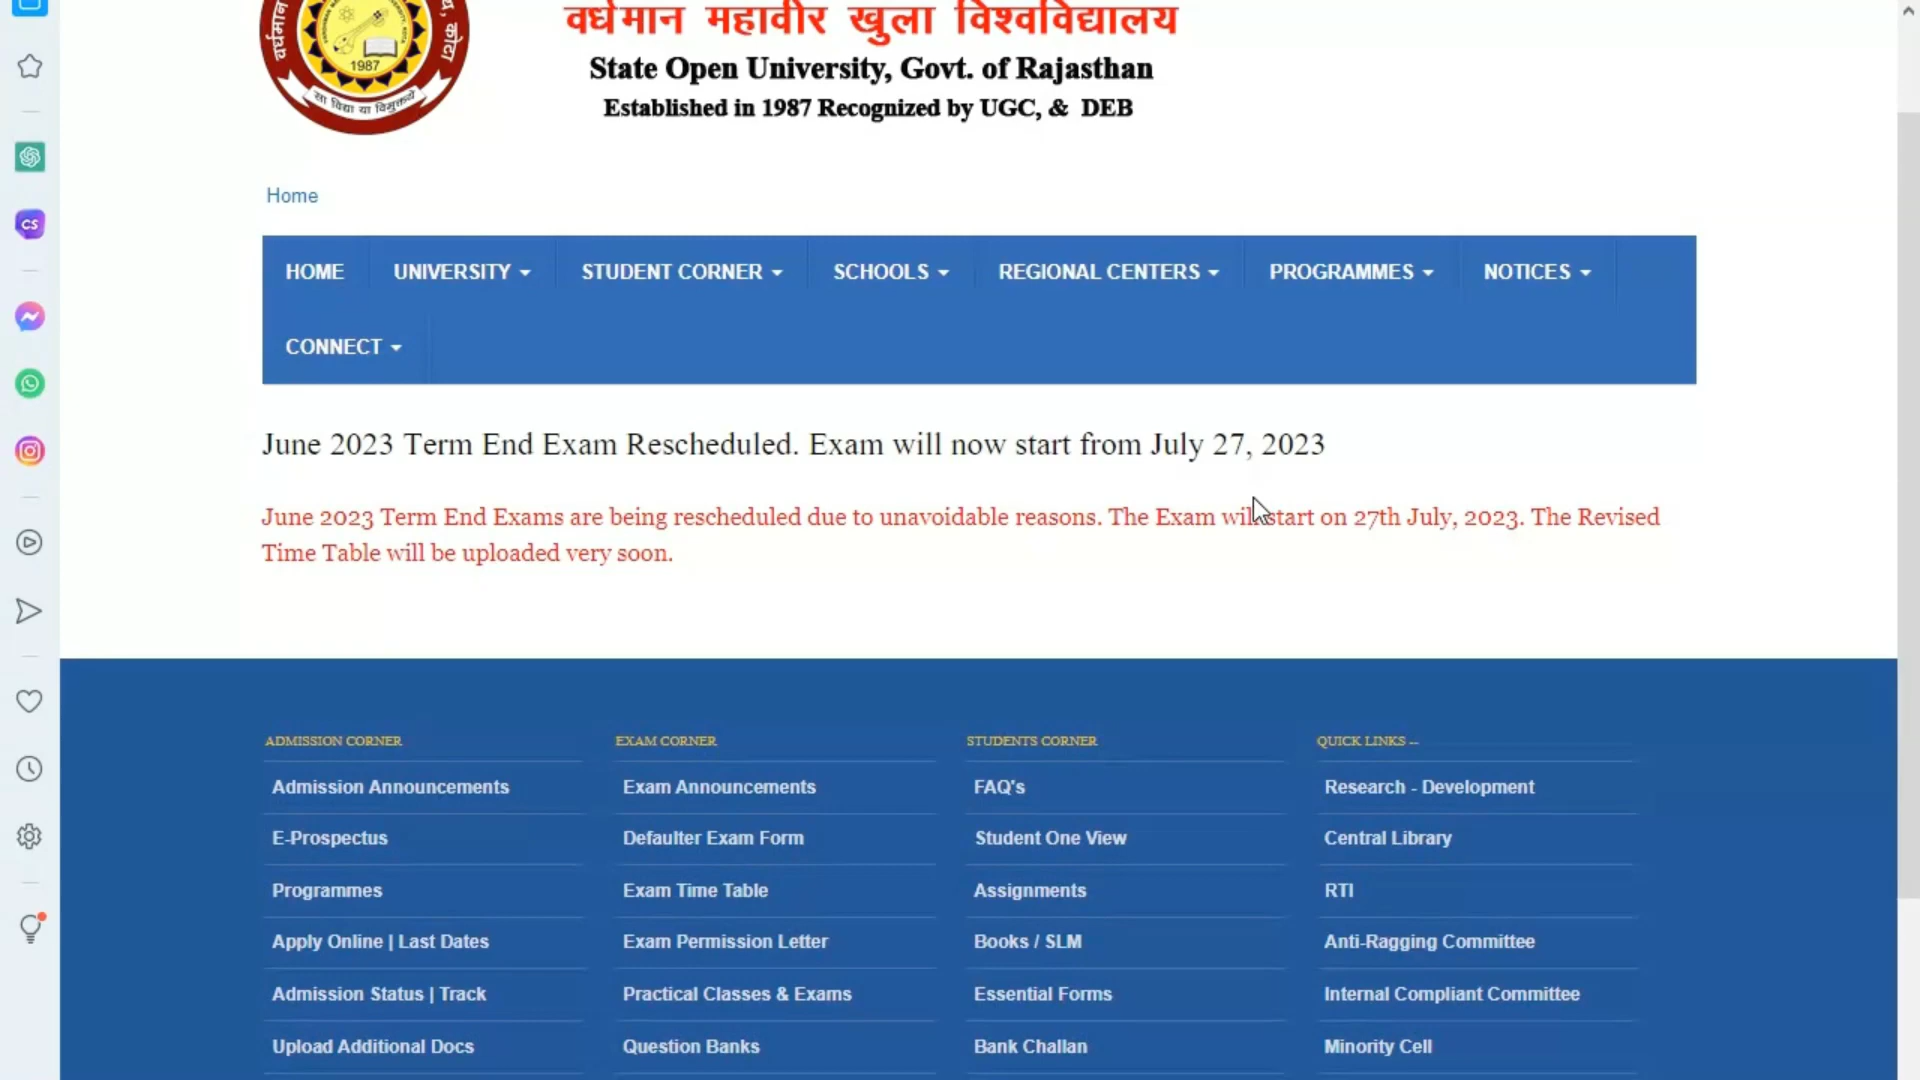 वर्धमान महावीर खुला विश्वविद्यालय
State Open University, Govt. of Rajasthan
Established in 1987 Recognized by UGC, & DEB
1987
सा विद्या या विमुक्तये
Home
HOME UNIVERSITY STUDENT CORNER SCHOOLS REGIONAL CENTERS PROGRAMMES NOTICES
CONNECT
June 2023 Term End Exam Rescheduled. Exam will now start from July 27, 2023
June 2023 Term End Exams are being rescheduled due to unavoidable reasons. The Exam will start on 27th July, 2023. The Revised
Time Table will be uploaded very soon.
ADMISSION CORNER EXAM CORNER STUDENTS CORNER QUICK LINKS --
Admission Announcements Exam Announcements FAQ's Research - Development
E-Prospectus Defaulter Exam Form Student One View Central Library
Programmes Exam Time Table Assignments RTI
Apply Online | Last Dates Exam Permission Letter Books / SLM Anti-Ragging Committee
Admission Status | Track Practical Classes & Exams Essential Forms Internal Compliant Committee
Upload Additional Docs Question Banks Bank Challan Minority Cell
CS